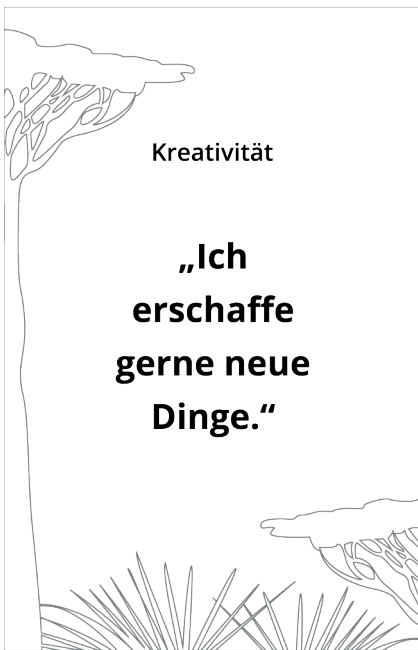 Kreativität
„Ich
erschaffe
gerne neue
Dinge.“